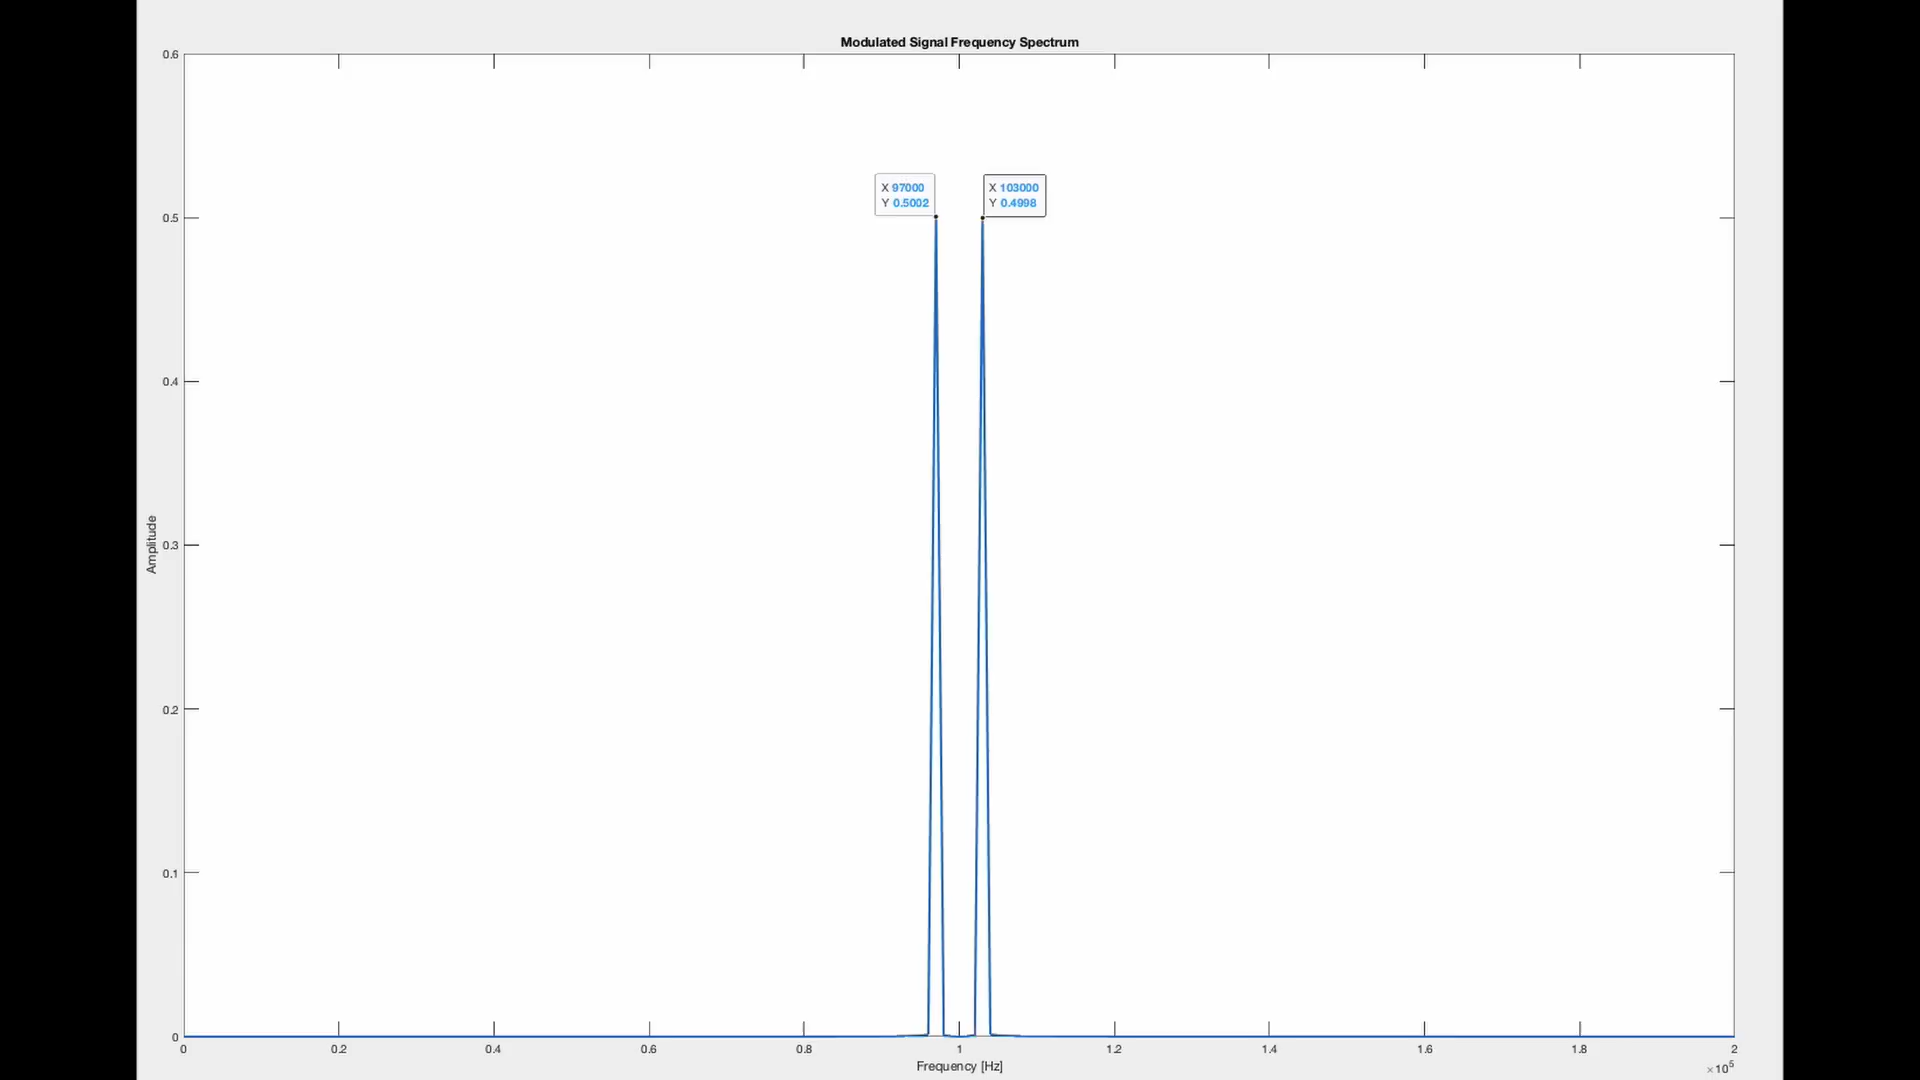 Modulated Signal Frequency Spectrum
0.6
0.5
0.4
0.3
0.2
0.1
0
Amplitude
X 97000
Y 0.5002
X 103000
Y 0.4998
0 0.2 0.4 0.6 0.8 1 1.2 1.4 1.6 1.8 2
Frequency [Hz]
×10⁵